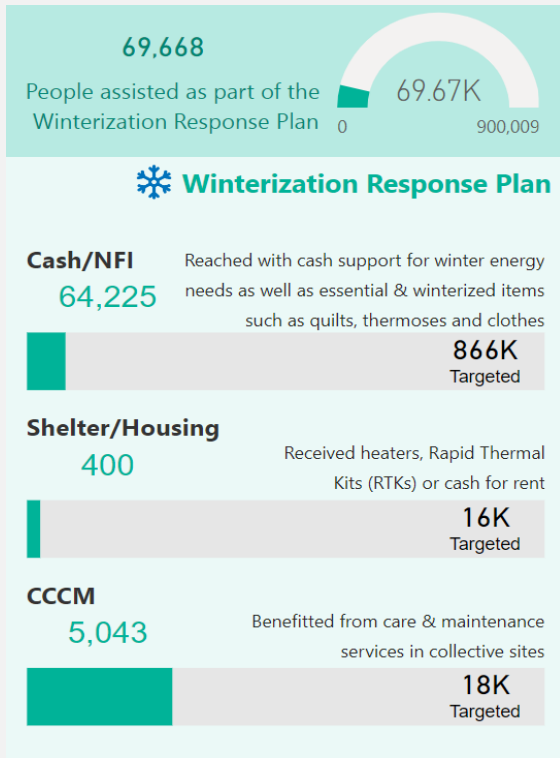 69,668
People assisted as part of the
Winterization Response Plan
69.67K
0
900,009
Winterization Response Plan
Cash/NFI
64,225
Reached with cash support for winter energy
needs as well as essential & winterized items
such as quilts, thermoses and clothes
866K
Targeted
Shelter/Housing
400
Received heaters, Rapid Thermal
Kits (RTKs) or cash for rent
16K
Targeted
CCCM
5,043
Benefitted from care & maintenance
services in collective sites
18K
Targeted